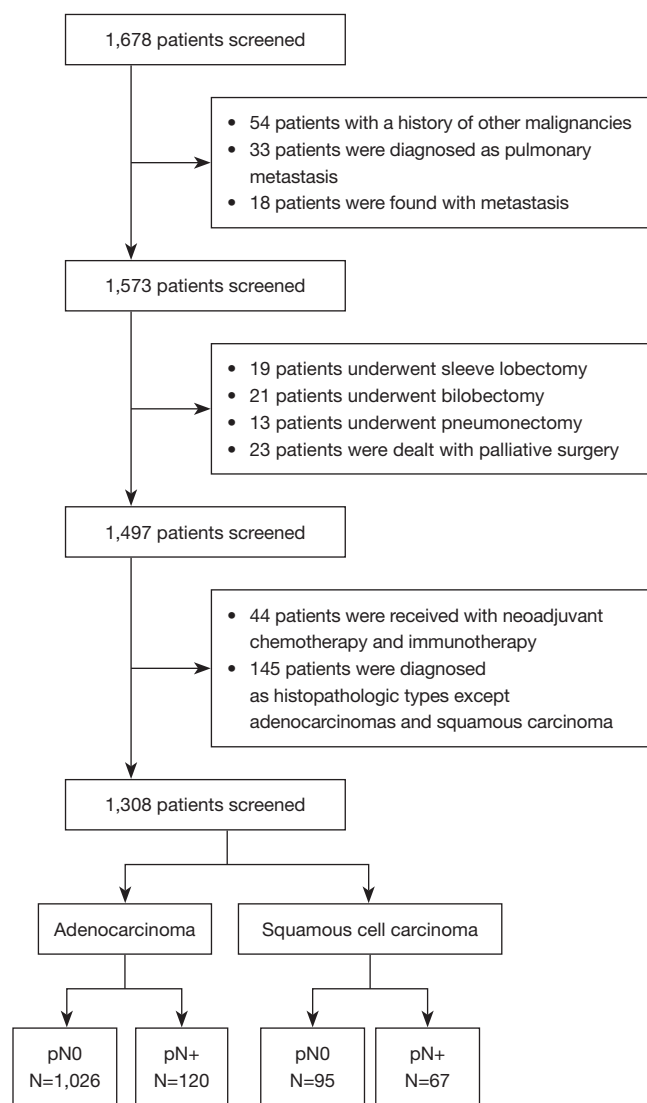 1,678 patients screened
• 54 patients with a history of other malignancies
• 33 patients were diagnosed as pulmonary
metastasis
• 18 patients were found with metastasis
1,573 patients screened
• 19 patients underwent sleeve lobectomy
• 21 patients underwent bilobectomy
• 13 patients underwent pneumonectomy
• 23 patients were dealt with palliative surgery
1,497 patients screened
• 44 patients were received with neoadjuvant
chemotherapy and immunotherapy
• 145 patients were diagnosed
as histopathologic types except
adenocarcinomas and squamous carcinoma
1,308 patients screened
Adenocarcinoma
Squamous cell carcinoma
pN0
N=1,026
pN+
N=120
pN0
N=95
pN+
N=67